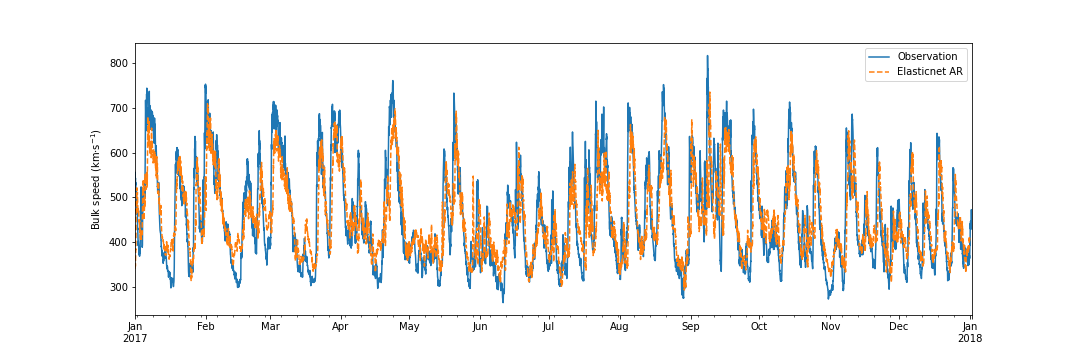 Observation
Elasticnet AR
Bulk speed (km s⁻¹)
800
700
600
500
400
300
Jan Feb Mar Apr May Jun Jul Aug Sep Oct Nov Dec Jan
2017 2018